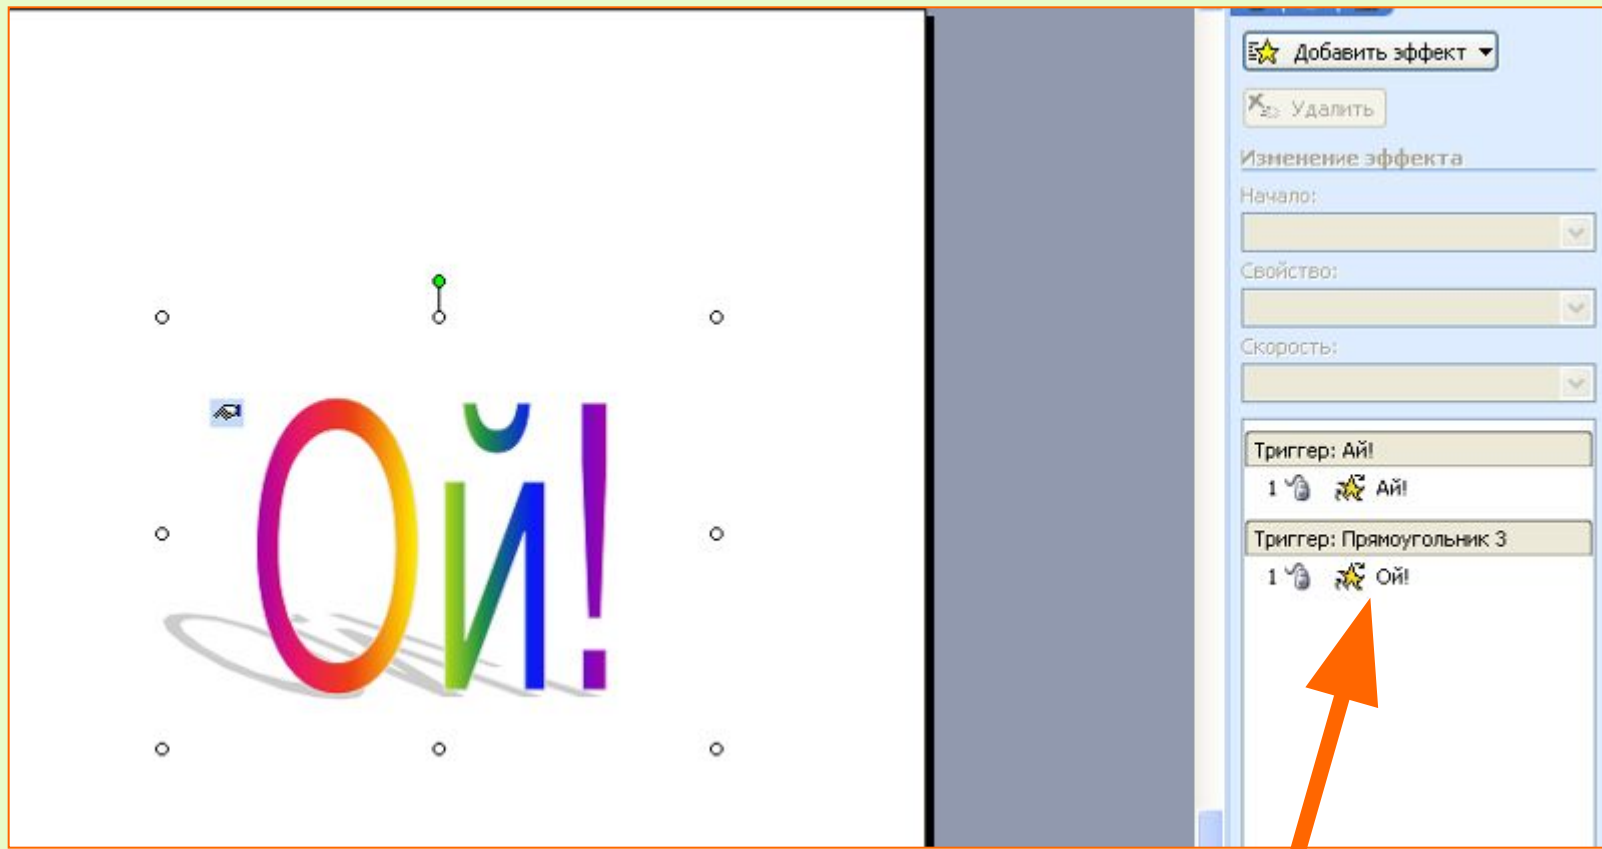 Ой!
Добавить эффект
Удалить
Изменение эффекта
Начало:
Свойство:
Скорость:
Триггер: Ай!
1 Ай!
Триггер: Прямоугольник 3
1 Ой!